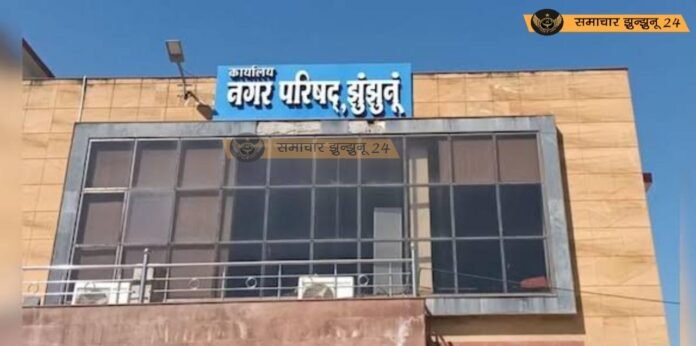 समाचार झुन्झुनू 24
कार्यालय
नगर परिषद्, झुंझुनूं
समाचार झुन्झुनू 24